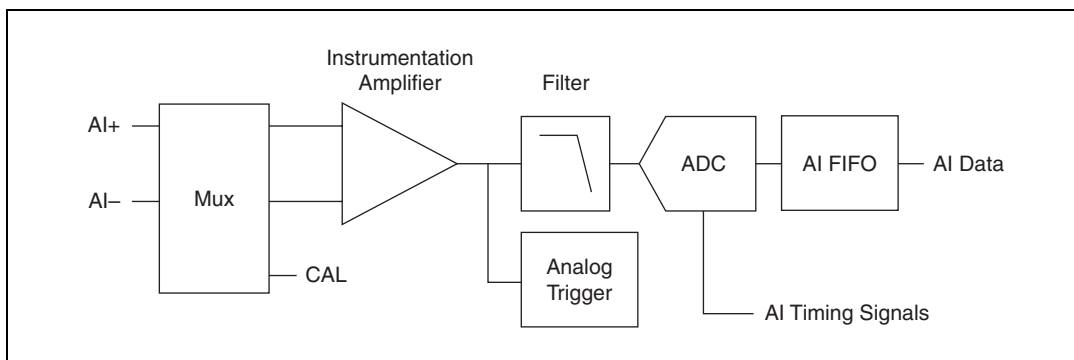 Instrumentation
Amplifier
Filter
AI+
AI–
Mux
CAL
ADC
AI FIFO
AI Data
Analog
Trigger
AI Timing Signals